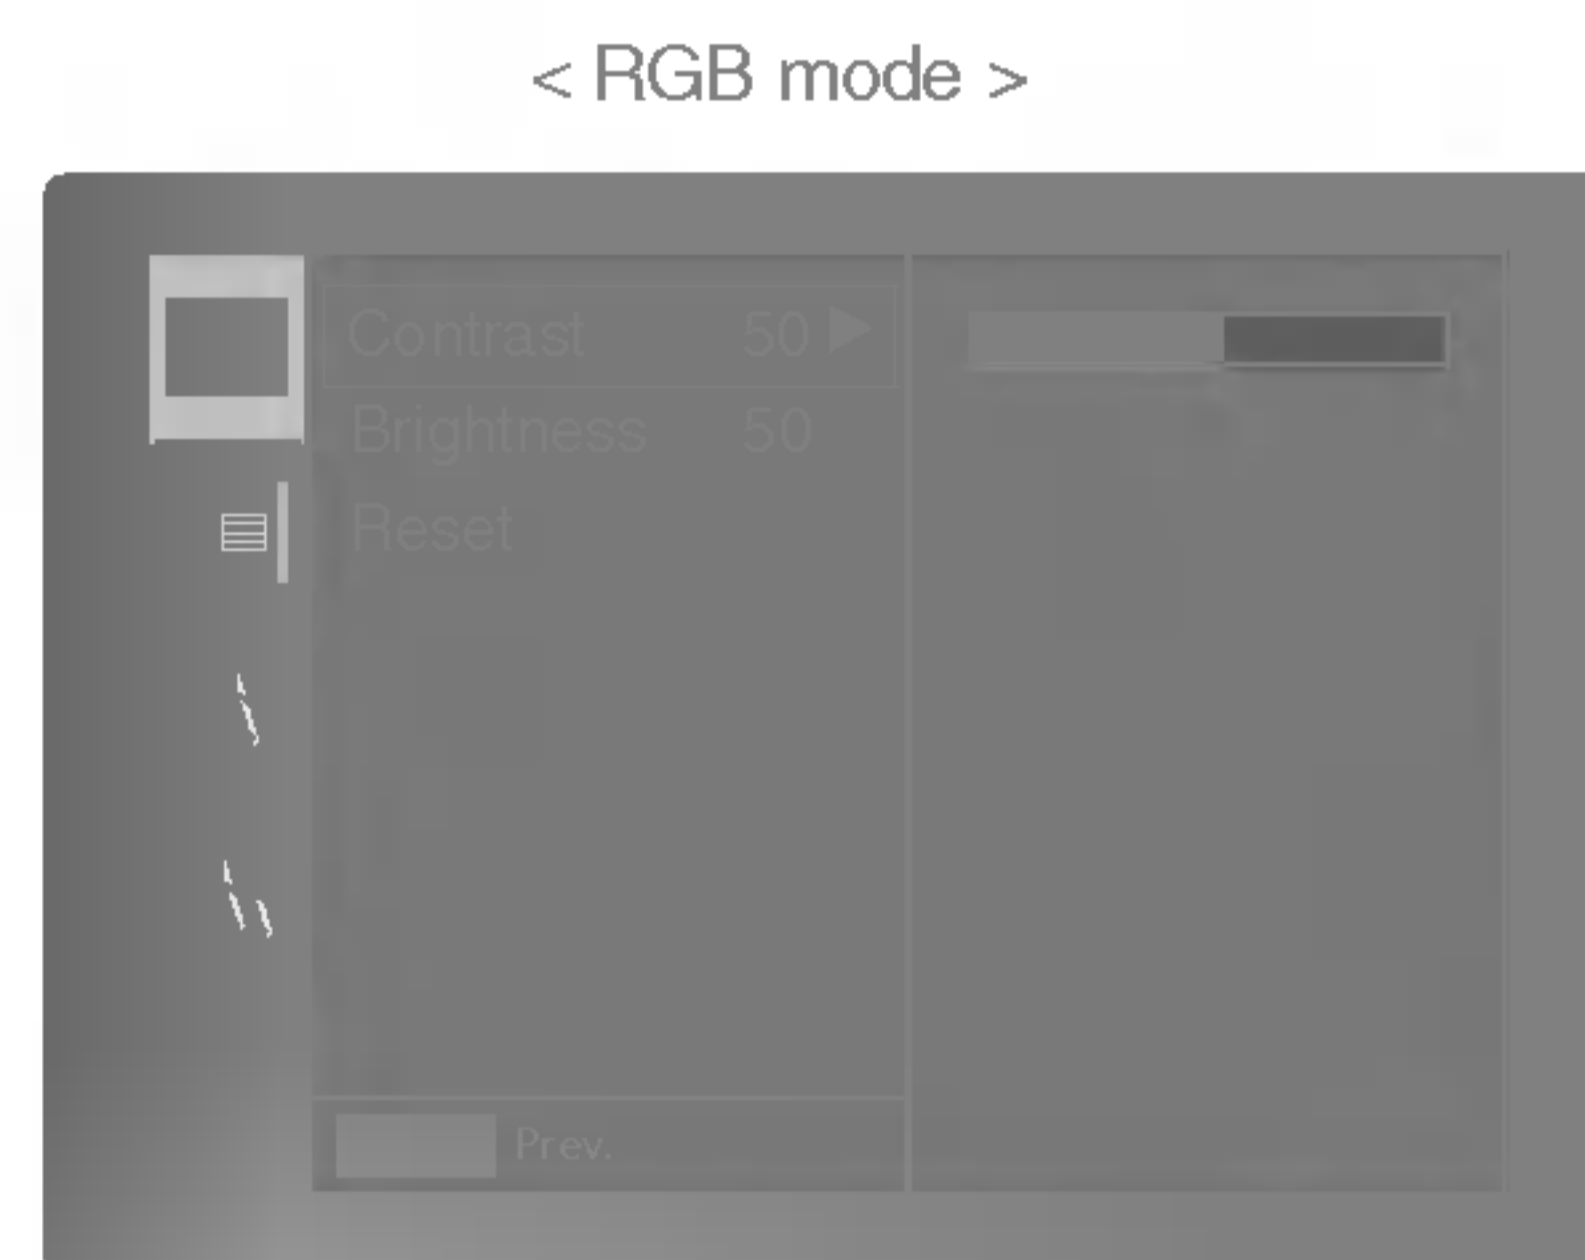 < RGB mode >
Contrast 50 ▶
Brightness 50
Reset
Prev.